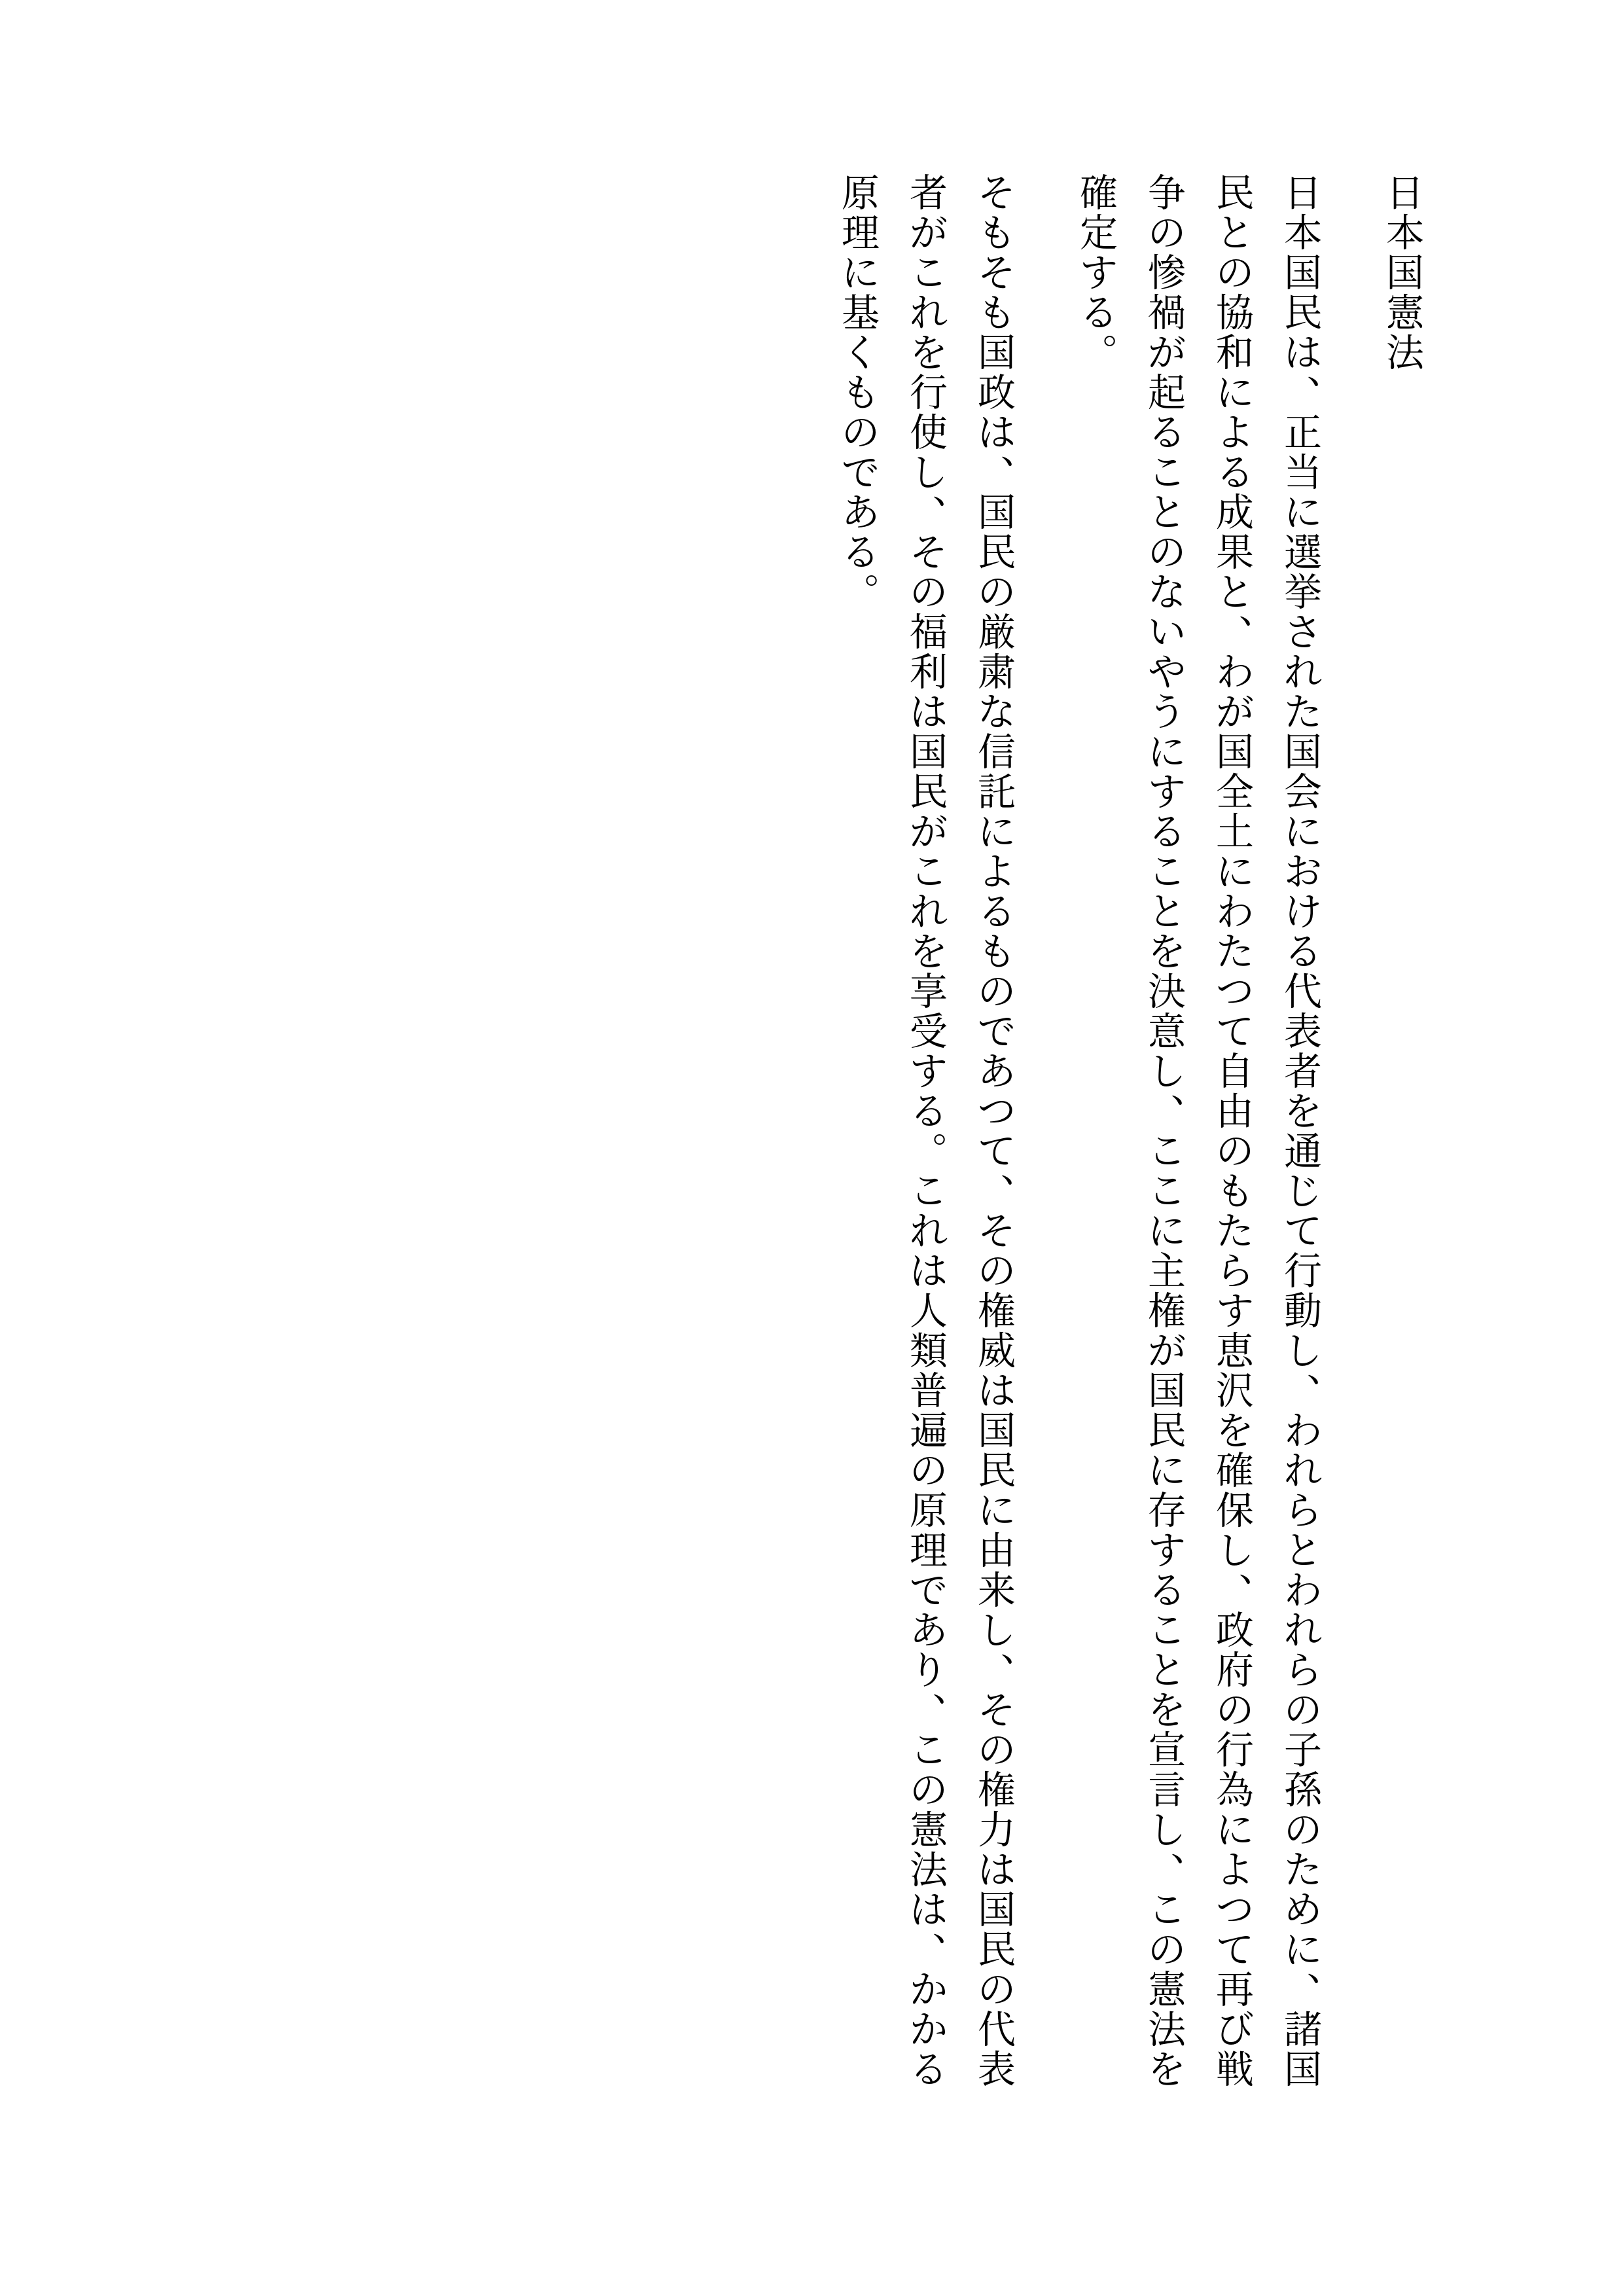 日本国憲法
日本国民は、正当に選挙された国会における代表者を通じて行動し、われらとわれらの子孫のために、諸国
民との協和による成果と、わが国全土にわたつて自由のもたらす恵沢を確保し、政府の行為によつて再び戦
争の惨禍が起ることのないやうにすることを決意し、ここに主権が国民に存することを宣言し、この憲法を
確定する。
そもそも国政は、国民の厳粛な信託によるものであつて、その権威は国民に由来し、その権力は国民の代表
者がこれを行使し、その福利は国民がこれを享受する。これは人類普遍の原理であり、この憲法は、かかる
原理に基くものである。